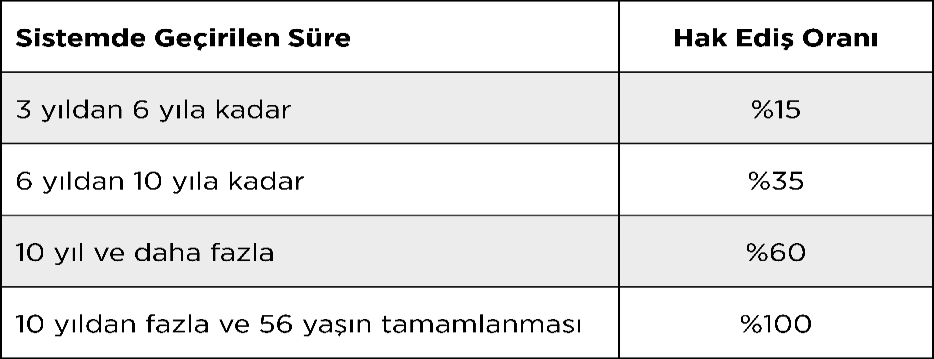 Sistemde Geçirilen Süre Hak Ediş Oranı
3 yıldan 6 yıla kadar %15
6 yıldan 10 yıla kadar %35
10 yıl ve daha fazla %60
10 yıldan fazla ve 56 yaşın tamamlanması %100